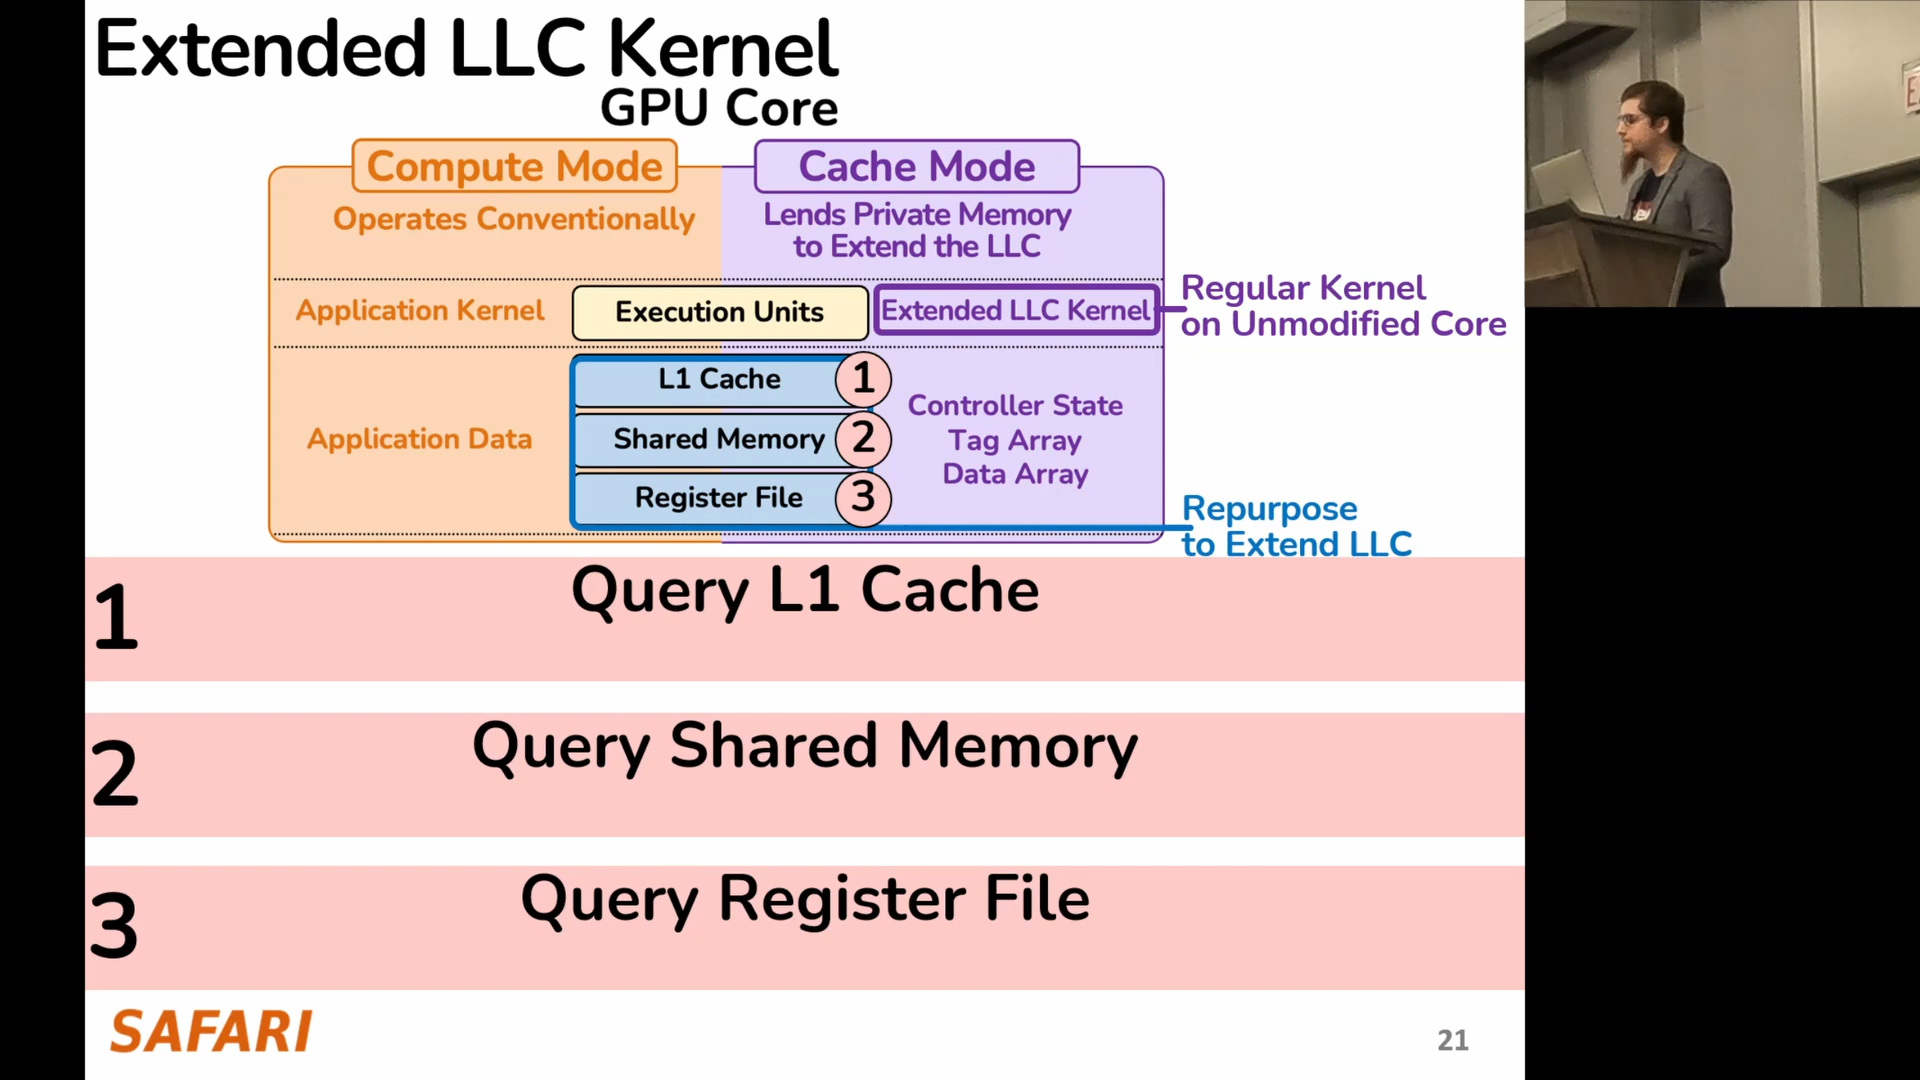 Extended LLC Kernel
GPU Core
Compute Mode
Cache Mode
Operates Conventionally
Lends Private Memory
to Extend the LLC
Application Kernel
Execution Units
Extended LLC Kernel
Regular Kernel
on Unmodified Core
L1 Cache
1
Shared Memory
2
Register File
3
Application Data
Controller State
Tag Array
Data Array
Repurpose
to Extend LLC
1
Query L1 Cache
2
Query Shared Memory
3
Query Register File
SAFARI
21